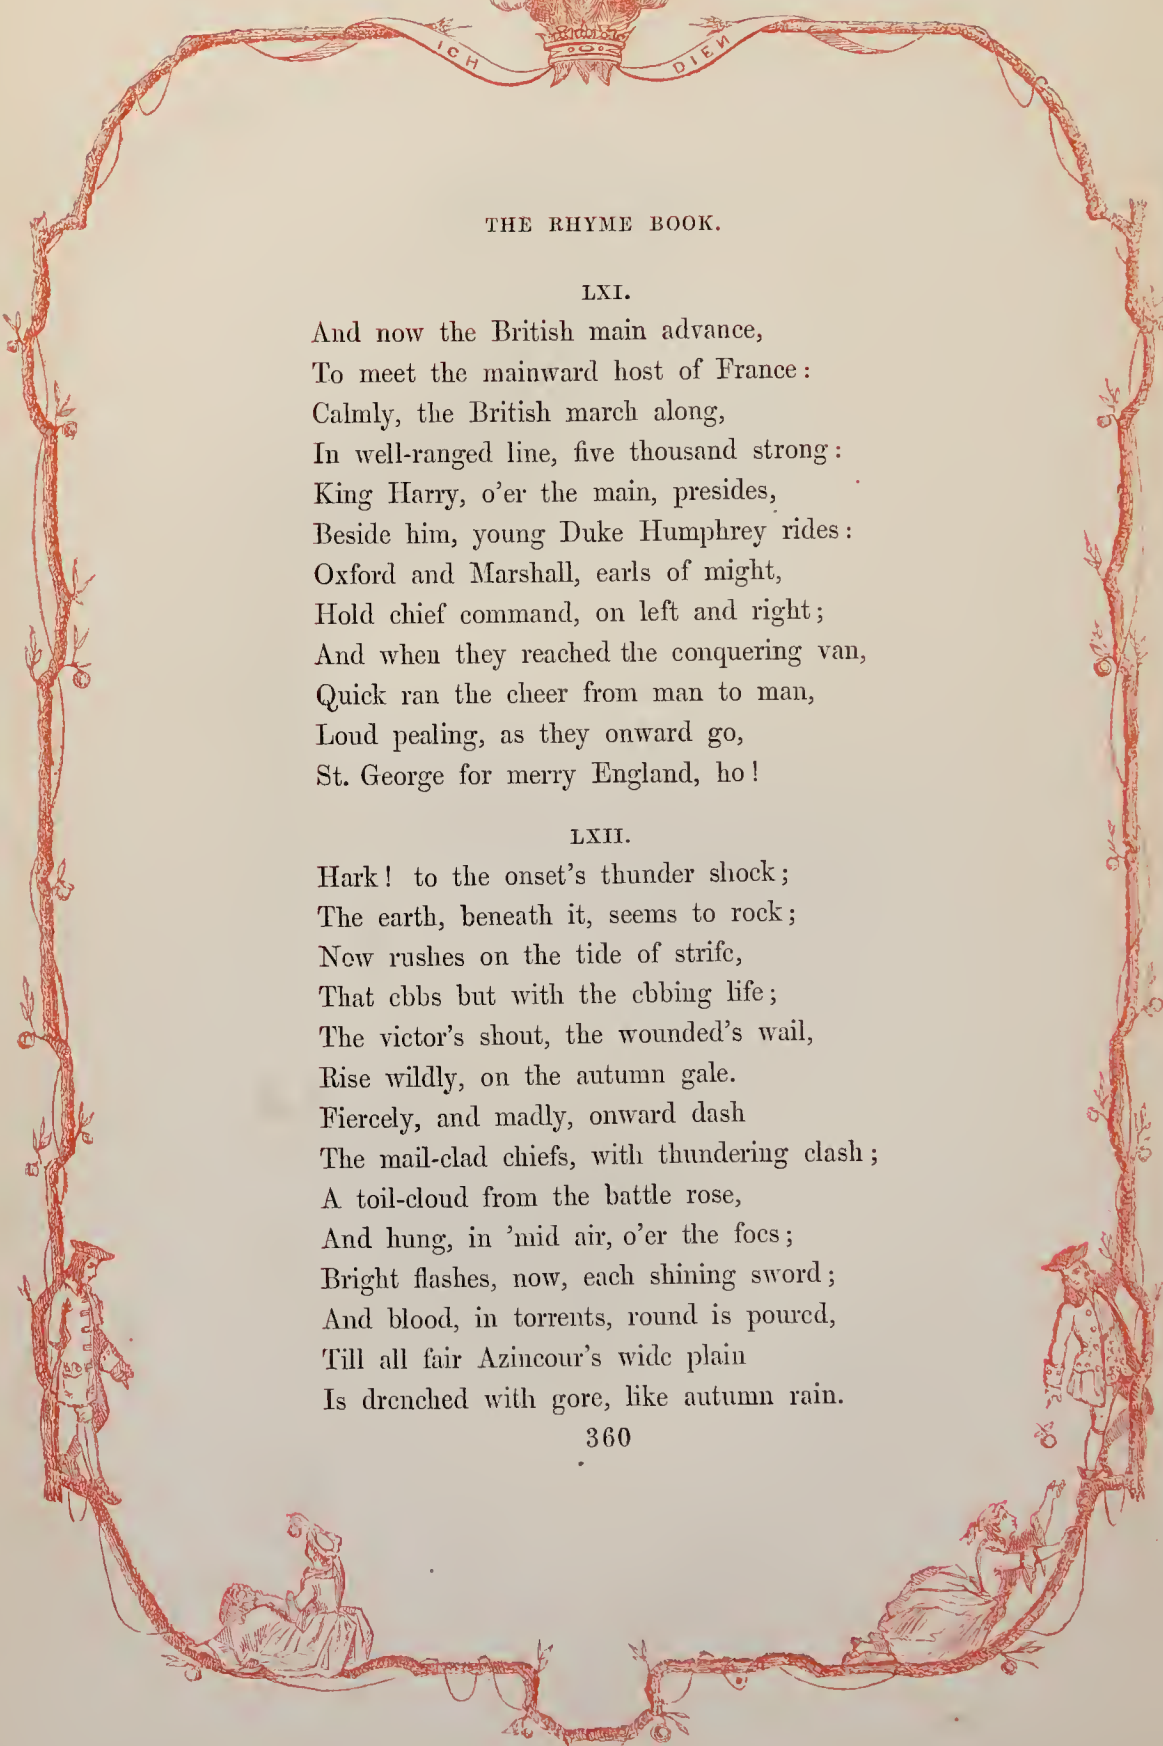 ICH DIEN
THE RHYME BOOK.
LXI.
And now the British main advance,
To meet the mainward host of France:
Calmly, the British march along,
In well-ranged line, five thousand strong:
King Harry, o'er the main, presides,
Beside him, young Duke Humphrey rides:
Oxford and Marshall, earls of might,
Hold chief command, on left and right;
And when they reached the conquering van,
Quick ran the cheer from man to man,
Loud pealing, as they onward go,
St. George for merry England, ho!
LXII.
Hark! to the onset's thunder shock;
The earth, beneath it, seems to rock;
Now rushes on the tide of strife,
That ebbs but with the ebbing life;
The victor's shout, the wounded's wail,
Rise wildly, on the autumn gale.
Fiercely, and madly, onward dash
The mail-clad chiefs, with thundering clash;
A toil-cloud from the battle rose,
And hung, in 'mid air, o'er the foes;
Bright flashes, now, each shining sword;
And blood, in torrents, round is poured,
Till all fair Azincour's wide plain
Is drenched with gore, like autumn rain.
360